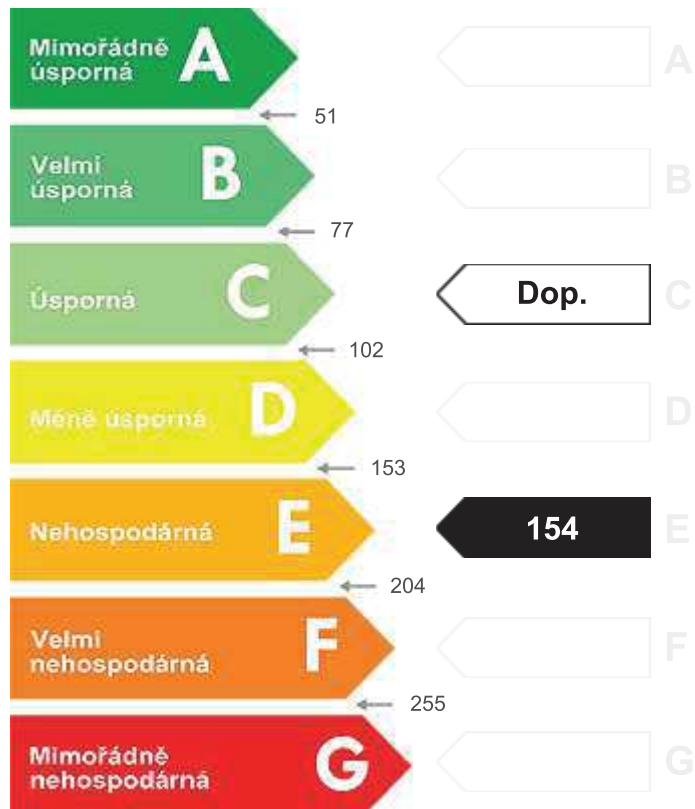 Mimořádně
úsporná
A
A
51
Velmi
úsporná
B
B
77
Úsporná
C
Dop.
C
102
Méně úsporná
D
D
153
Nehospodárná
E
154
E
204
Velmi
nehospodárná
F
F
255
Mimořádně
nehospodárná
G
G